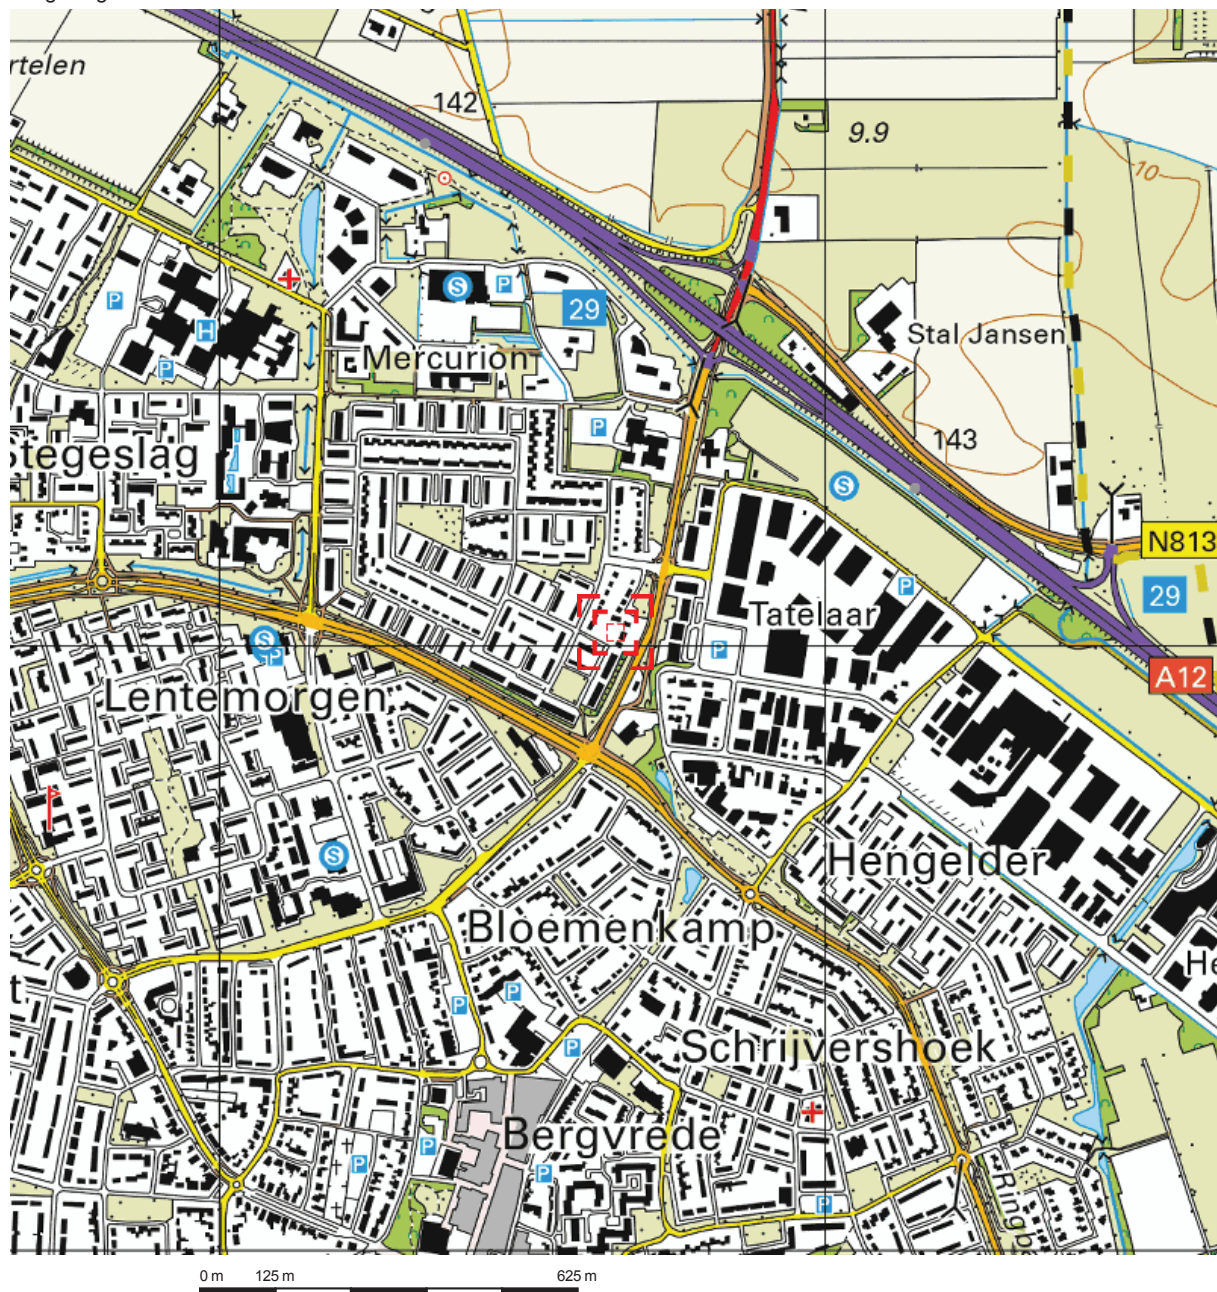 rtelen
142
9.9
10
29
Stal Jansen
Mercurion
H
P
S
143
tegeslag
N813
29
Tatelaar
A12
Lentemorgen
Hengelder
Bloemenkamp
He
t
Schrijvershoek
Bergvrede
Ringb
0 m 125 m 625 m